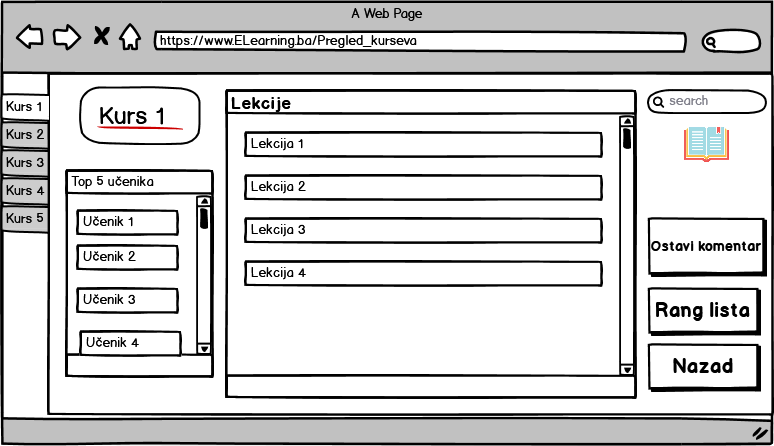 A Web Page
https://www.ELearning.ba/Pregled_kurseva
Kurs 1
Kurs 2
Kurs 3
Kurs 4
Kurs 5
Kurs 1
Top 5 učenika
Učenik 1
Učenik 2
Učenik 3
Učenik 4
Lekcije
Lekcija 1
Lekcija 2
Lekcija 3
Lekcija 4
search
Ostavi komentar
Rang lista
Nazad